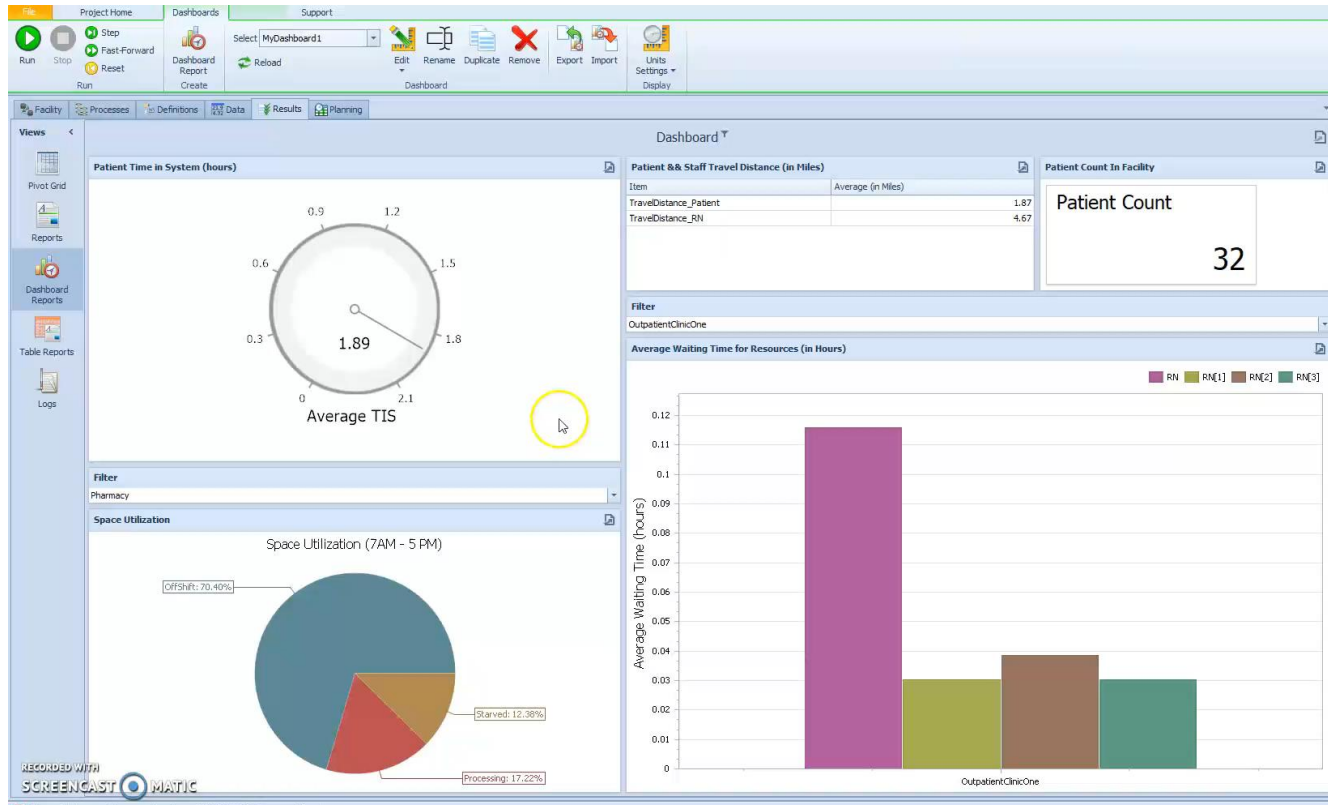 File Project Home Dashboards Support
Run
Stop
Step
Fast-Forward
Reset
Run
Dashboard
Report
Create
Select MyDashboard1
Reload
Edit Rename Duplicate Remove Export Import
Dashboard
Units
Settings
Display
Facility Processes Definitions Data Results Planning
Views <
Pivot Grid
Reports
Dashboard
Reports
Table Reports
Logs
Dashboard
Patient Time in System (hours)
0.9 1.2
0.6 1.5
0.3 1.89 1.8
0 2.1
Average TIS
Filter
Pharmacy
Space Utilization
Space Utilization (7AM - 5 PM)
OffShift: 70.40%
Starved: 12.38%
Processing: 17.22%
Patient && Staff Travel Distance (in Miles)
Item Average (in Miles)
TravelDistance_Patient 1.87
TravelDistance_RN 4.67
Patient Count In Facility
Patient Count
32
Filter
OutpatientClinicOne
Average Waiting Time for Resources (in Hours)
RN RN[1] RN[2] RN[3]
Average Waiting Time (hours)
0.12
0.11
0.1
0.09
0.08
0.07
0.06
0.05
0.04
0.03
0.02
0.01
0
OutpatientClinicOne
RECORDED WITH
SCREENCAST MATIC